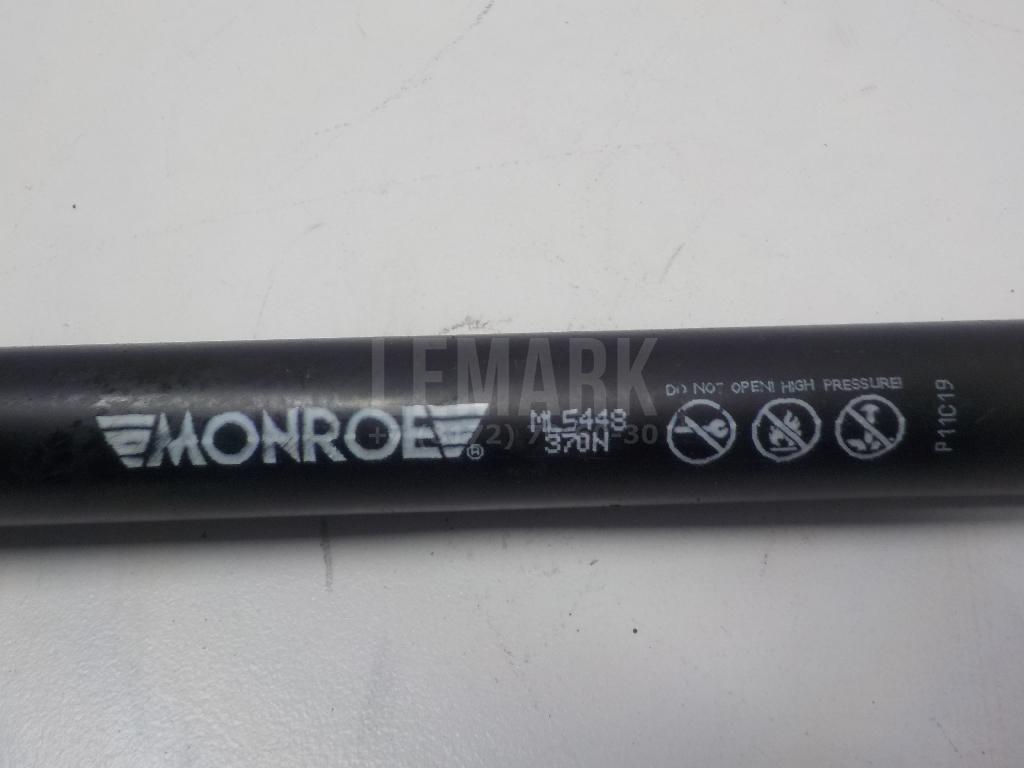 LEMARK
MONROE®
ML5448
370N
DO NOT OPEN! HIGH PRESSURE!
P11C19